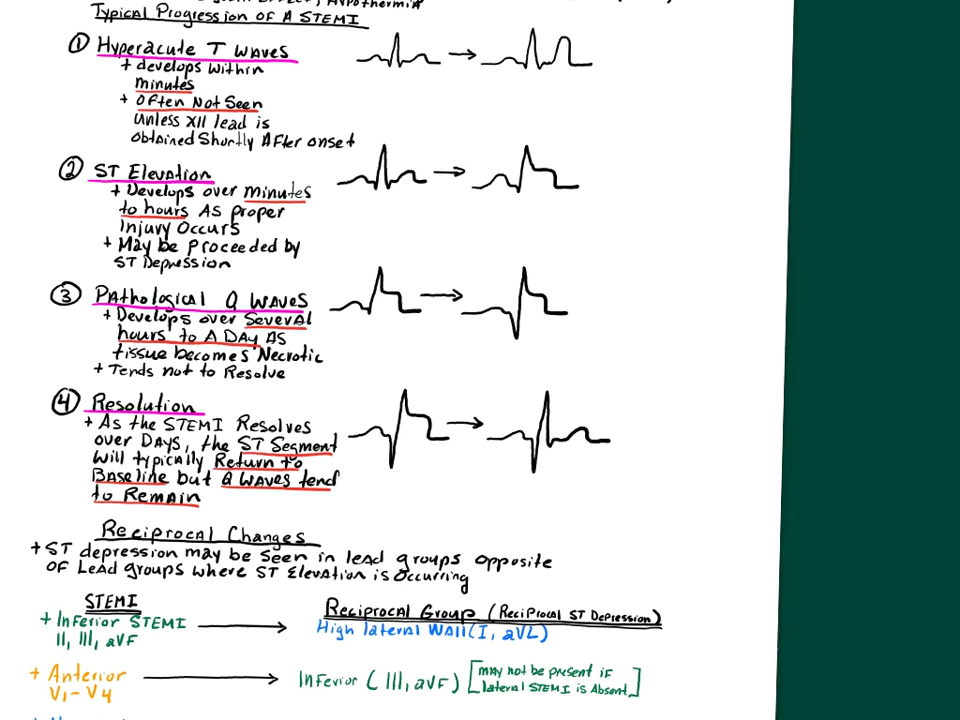 Hypothermia
Typical Progression of A STEMI
① Hyperacute T Waves
+ develops within
minutes
+ Often Not Seen
Unless XII lead is
obtained Shortly After onset
② ST Elevation
+ Develops over minutes
to hours As proper
Injury Occurs
+ May be proceeded by
ST Depression
③ Pathological Q Waves
+ Develops over Several
hours to A Day As
tissue becomes Necrotic
+ Tends not to Resolve
④ Resolution
+ As the STEMI Resolves
over Days, the ST Segment
Will typically Return to
Baseline but Q waves tend
to Remain
Reciprocal Changes
+ ST depression may be seen in lead groups opposite
of Lead groups where ST Elevation is Occurring
STEMI
Reciprocal Group (Reciprocal ST Depression)
+ Inferior STEMI
II, III, aVF
High lateral Wall (I, aVL)
+ Anterior
V1 - V4
Inferior (III, aVF) [may not be present if
lateral STEMI is Absent]